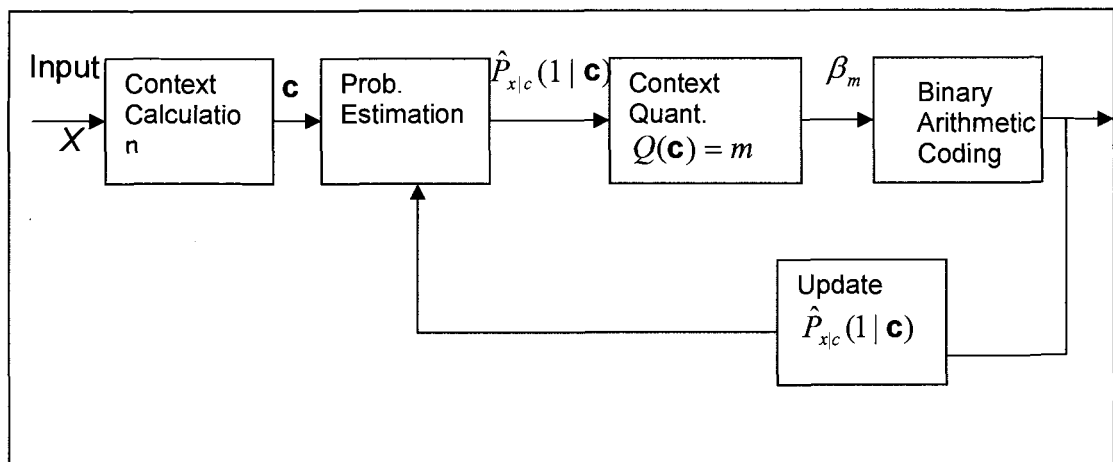 Input
X
Context
Calculatio
n
c
Prob.
Estimation
P̂x|c(1 | c)
Context
Quant.
Q(c) = m
βm
Binary
Arithmetic
Coding
Update
P̂x|c(1 | c)